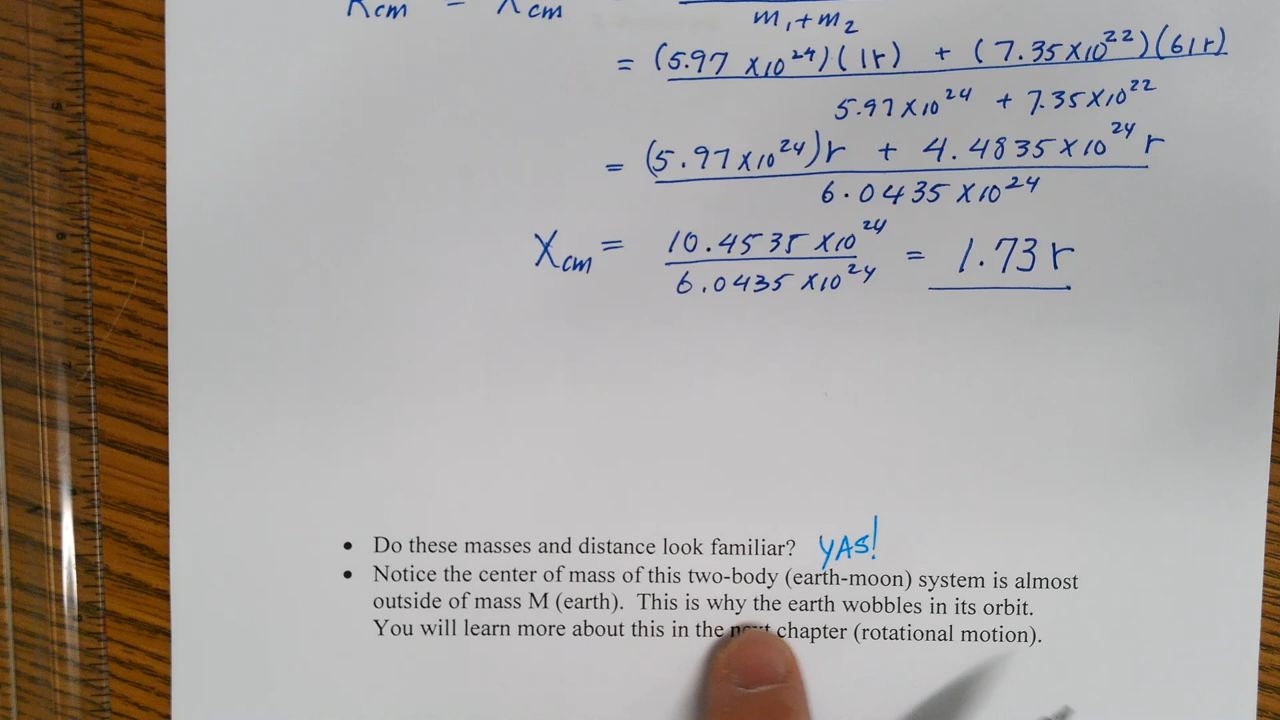 Xcm = Xcm = m₁+m₂
= (5.97 x10²⁴)(1r) + (7.35x10²²)(61r)
5.97x10²⁴ + 7.35x10²²
= (5.97x10²⁴)r + 4.4835x10²⁴ r
6.0435 x10²⁴
Xcm = 10.4535 x10²⁴ = 1.73 r
6.0435 x10²⁴
• Do these masses and distance look familiar? YAS!
• Notice the center of mass of this two-body (earth-moon) system is almost
outside of mass M (earth). This is why the earth wobbles in its orbit.
You will learn more about this in the next chapter (rotational motion).